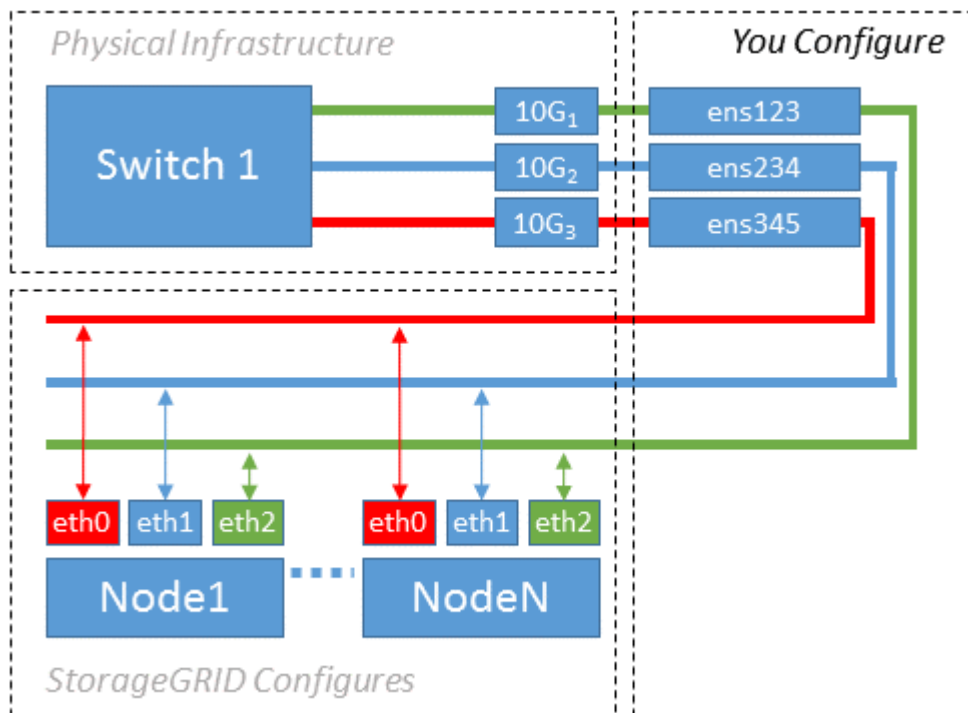 Physical Infrastructure
You Configure
Switch 1
10G₁
ens123
10G₂
ens234
10G₃
ens345
eth0
eth1
eth2
eth0
eth1
eth2
Node1
NodeN
StorageGRID Configures